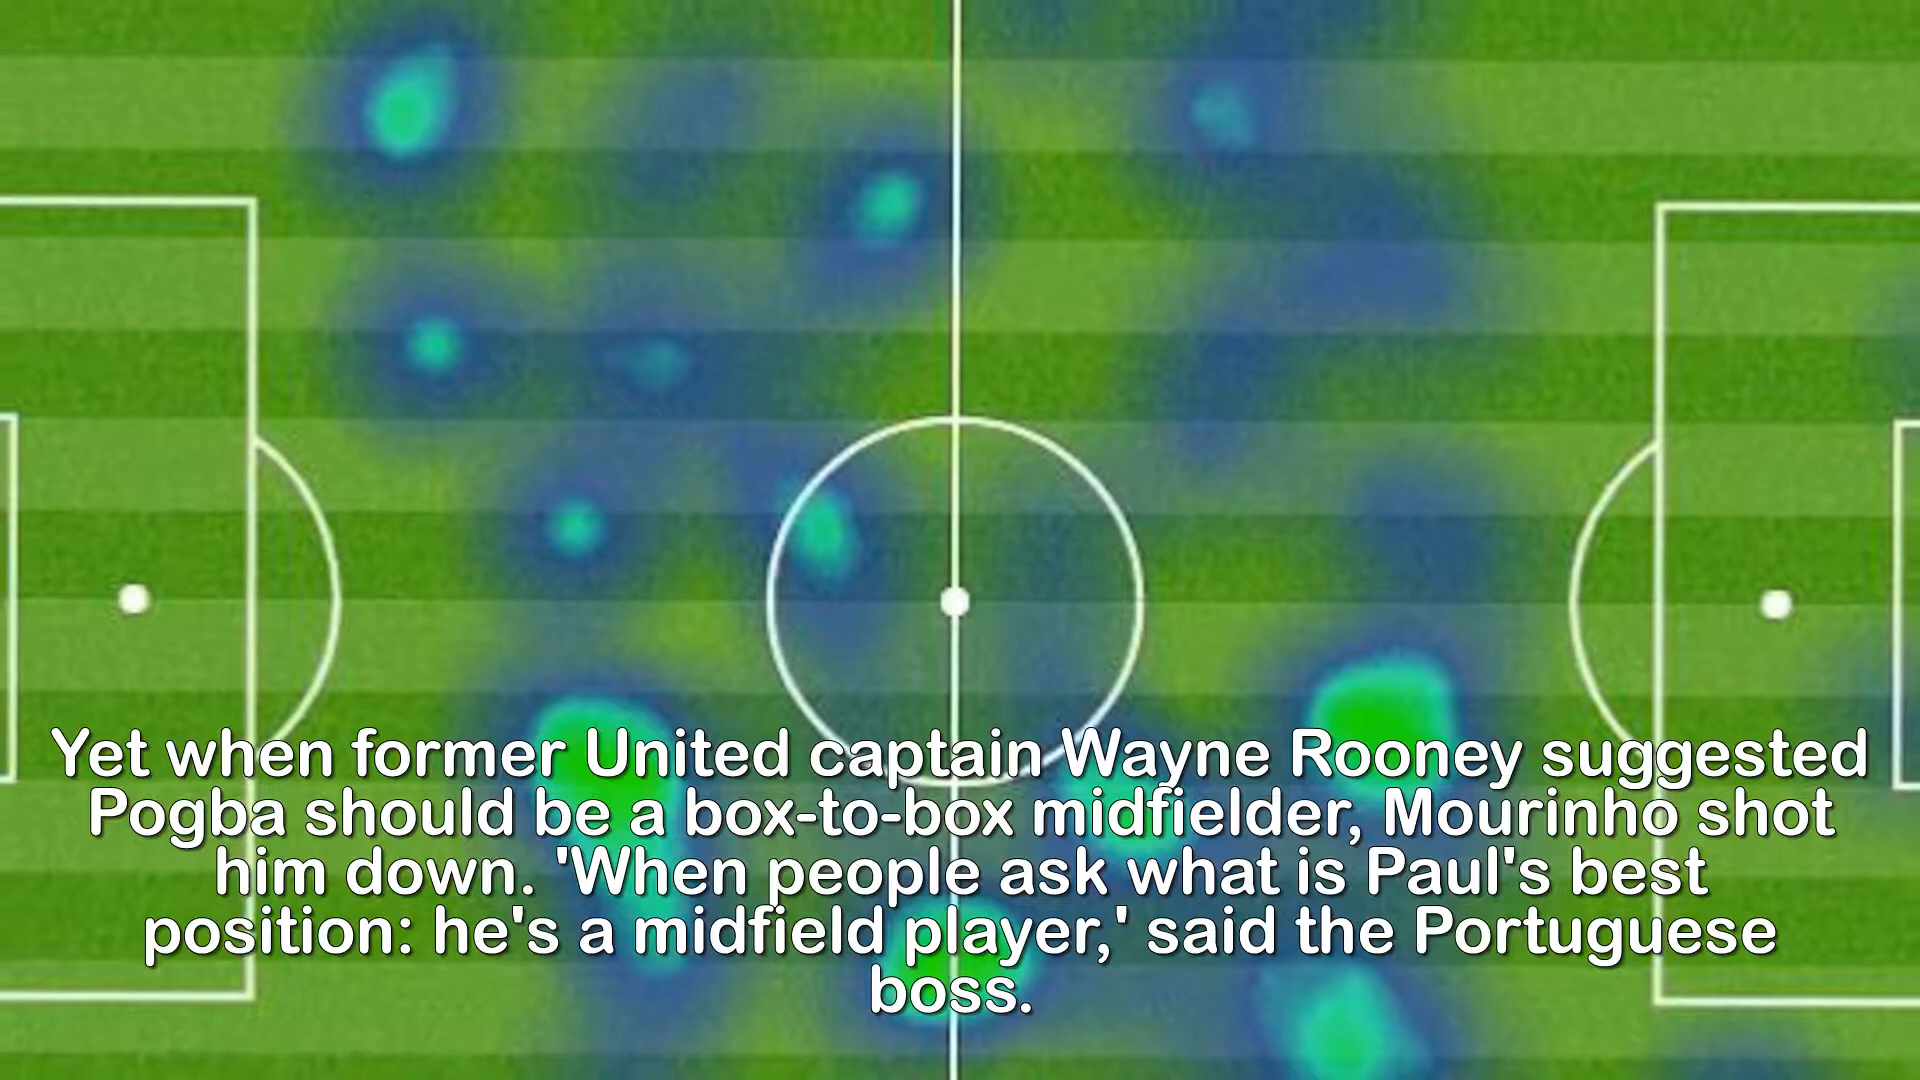 Yet when former United captain Wayne Rooney suggested
Pogba should be a box-to-box midfielder, Mourinho shot
him down. 'When people ask what is Paul's best
position: he's a midfield player,' said the Portuguese
boss.